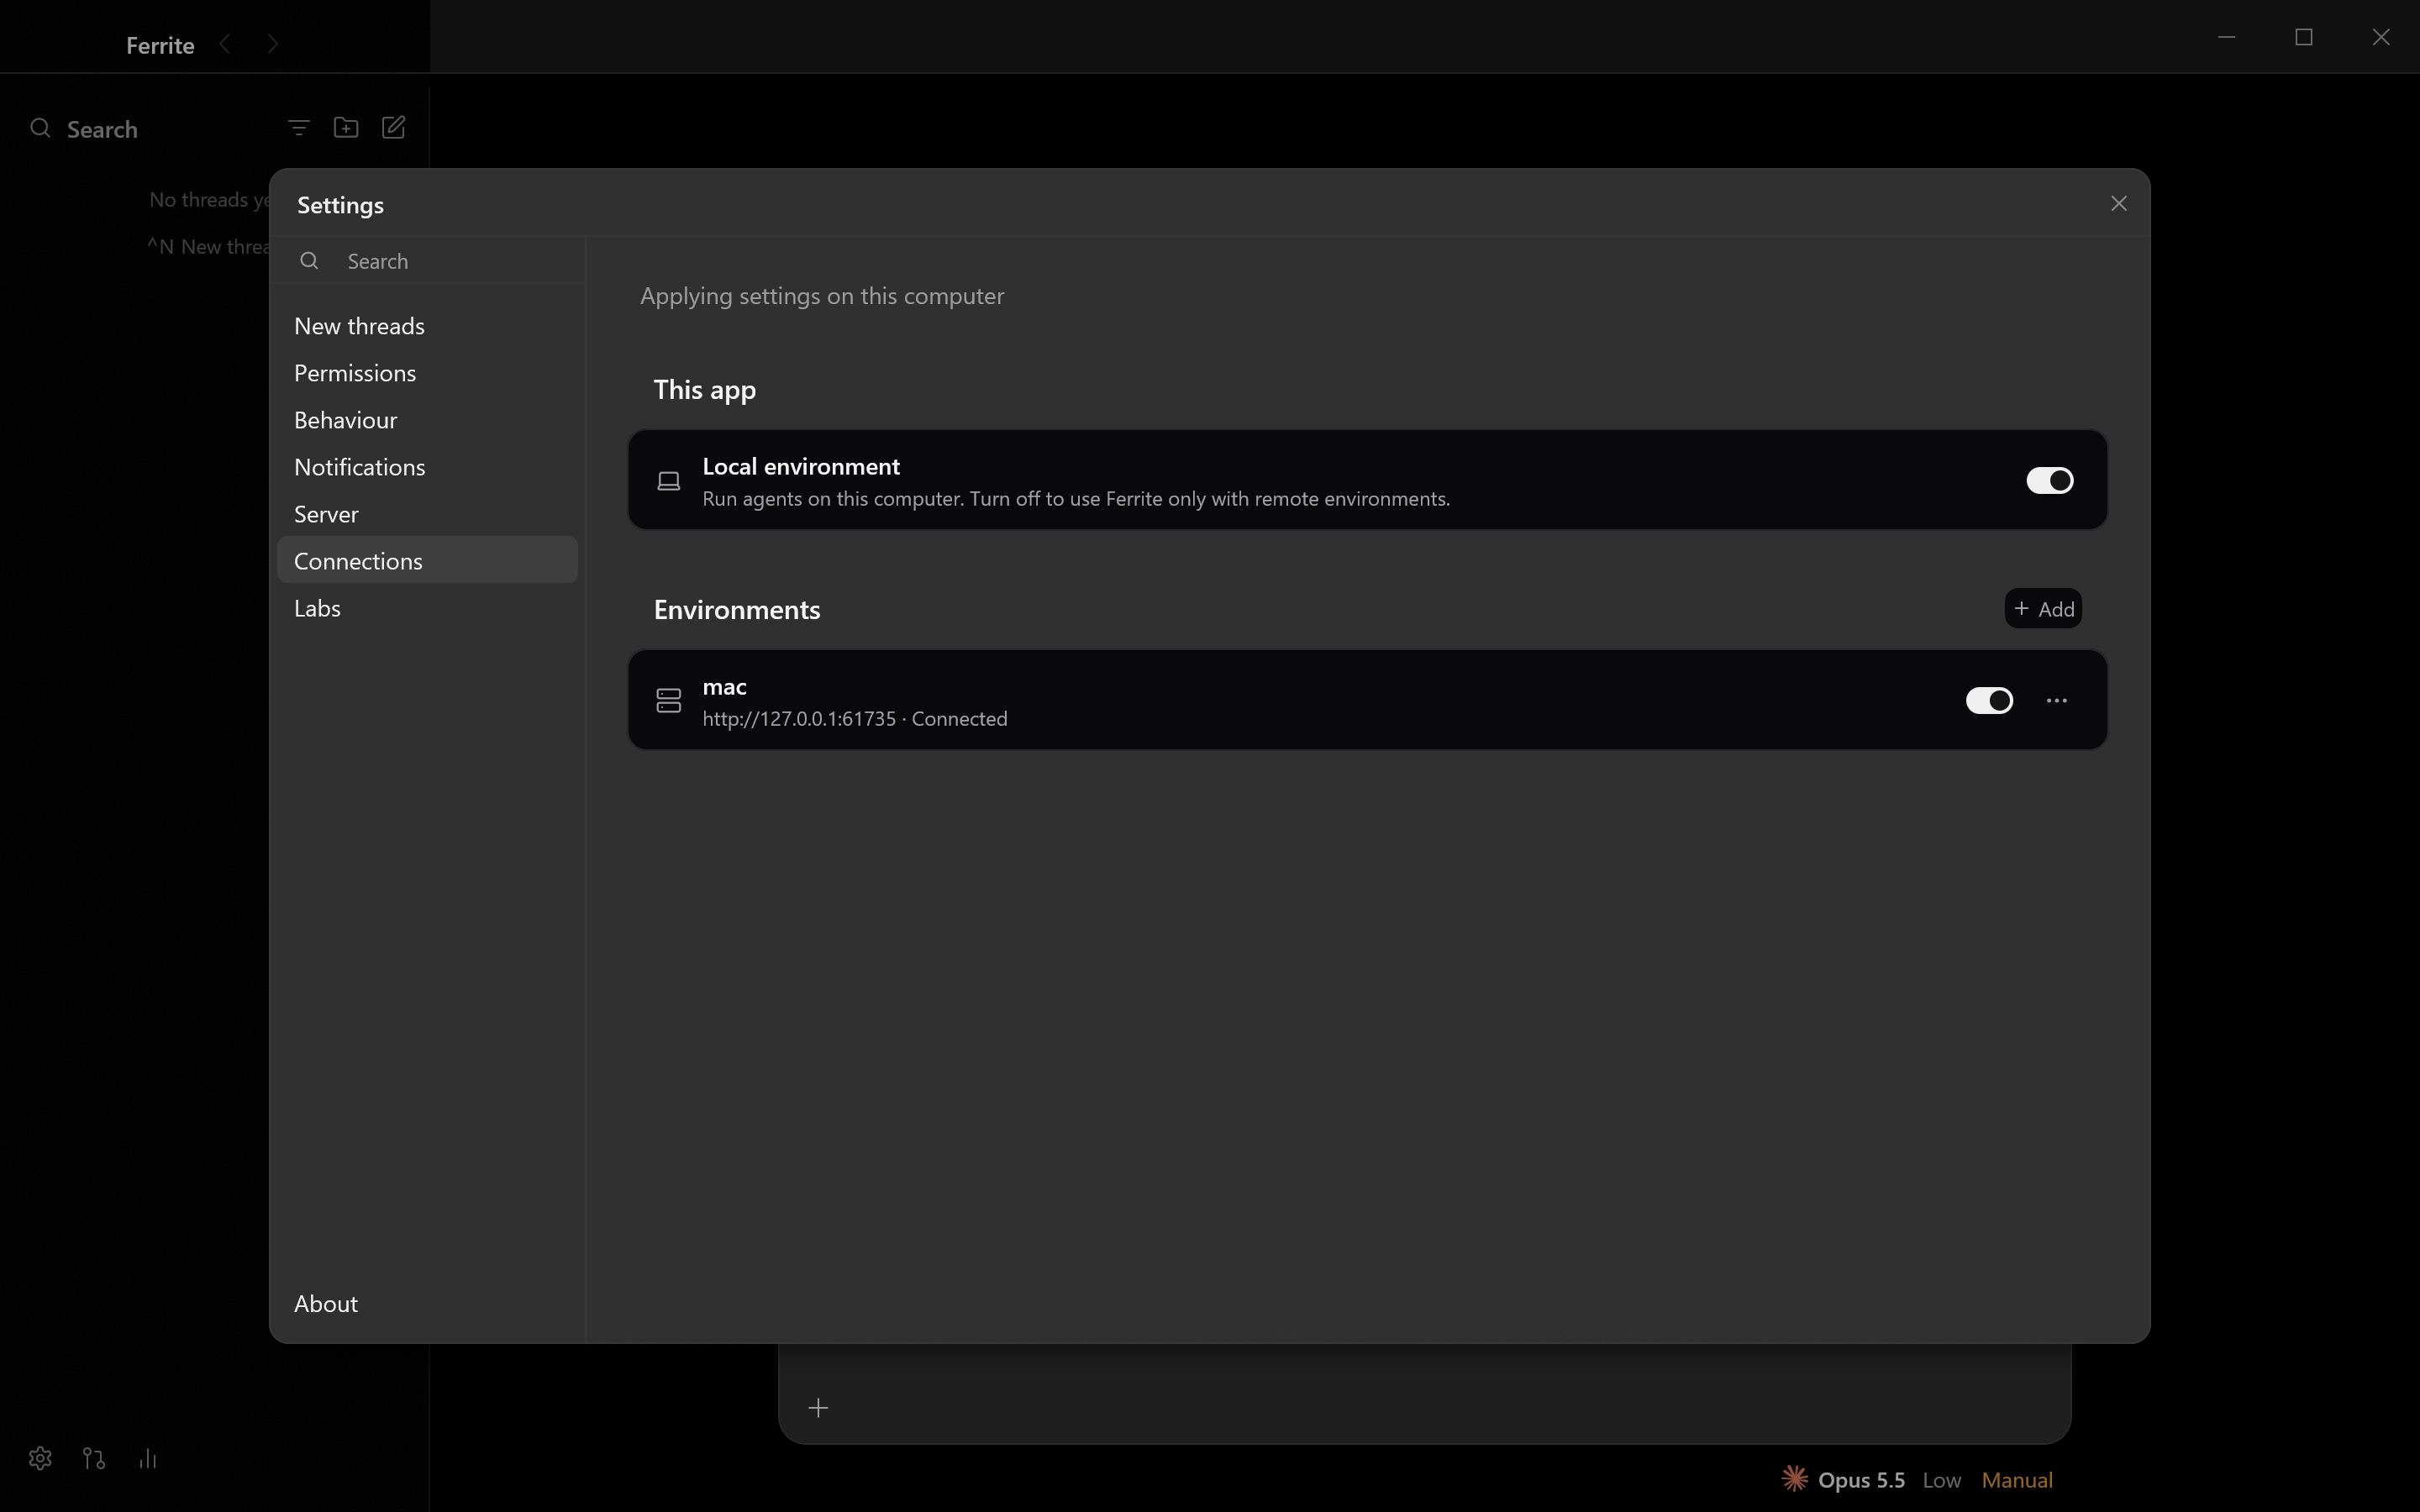 Ferrite
Search
No threads ye
^N New threa
Settings
Search
New threads
Permissions
Behaviour
Notifications
Server
Connections
Labs
About
Applying settings on this computer
This app
Local environment
Run agents on this computer. Turn off to use Ferrite only with remote environments.
Environments
+ Add
mac
http://127.0.0.1:61735 · Connected
Opus 5.5 Low Manual